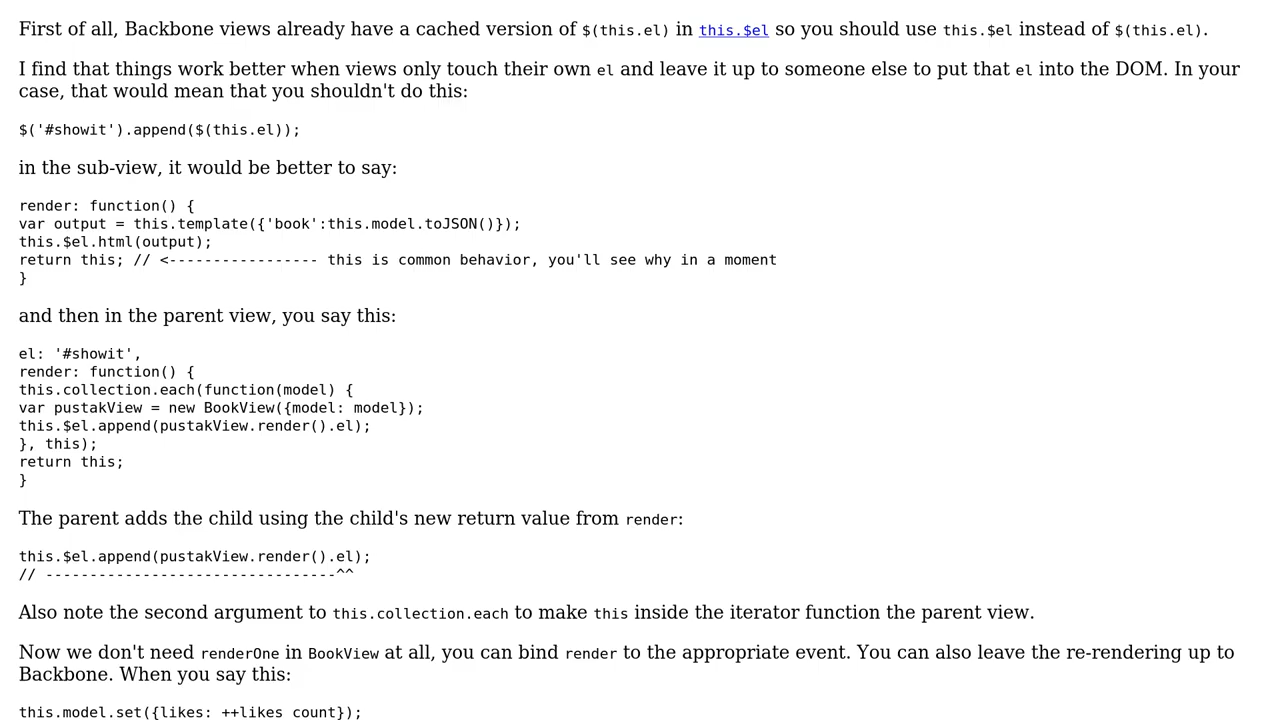 First of all, Backbone views already have a cached version of $(this.el) in this.$el so you should use this.$el instead of $(this.el).
I find that things work better when views only touch their own el and leave it up to someone else to put that el into the DOM. In your
case, that would mean that you shouldn't do this:
$('#showit').append($(this.el));
in the sub-view, it would be better to say:
render: function() {
var output = this.template({'book':this.model.toJSON()});
this.$el.html(output);
return this; // <----------------- this is common behavior, you'll see why in a moment
}
and then in the parent view, you say this:
el: '#showit',
render: function() {
this.collection.each(function(model) {
var pustakView = new BookView({model: model});
this.$el.append(pustakView.render().el);
}, this);
return this;
}
The parent adds the child using the child's new return value from render:
this.$el.append(pustakView.render().el);
// ---------------------------------^^
Also note the second argument to this.collection.each to make this inside the iterator function the parent view.
Now we don't need renderOne in BookView at all, you can bind render to the appropriate event. You can also leave the re-rendering up to
Backbone. When you say this:
this.model.set({likes: ++likes_count});